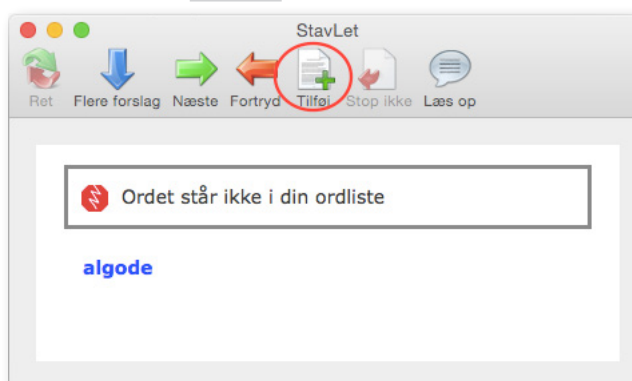 StavLet
Ret Flere forslag Næste Fortryd Tilføj Stop ikke Læs op
Ordet står ikke i din ordliste
algode